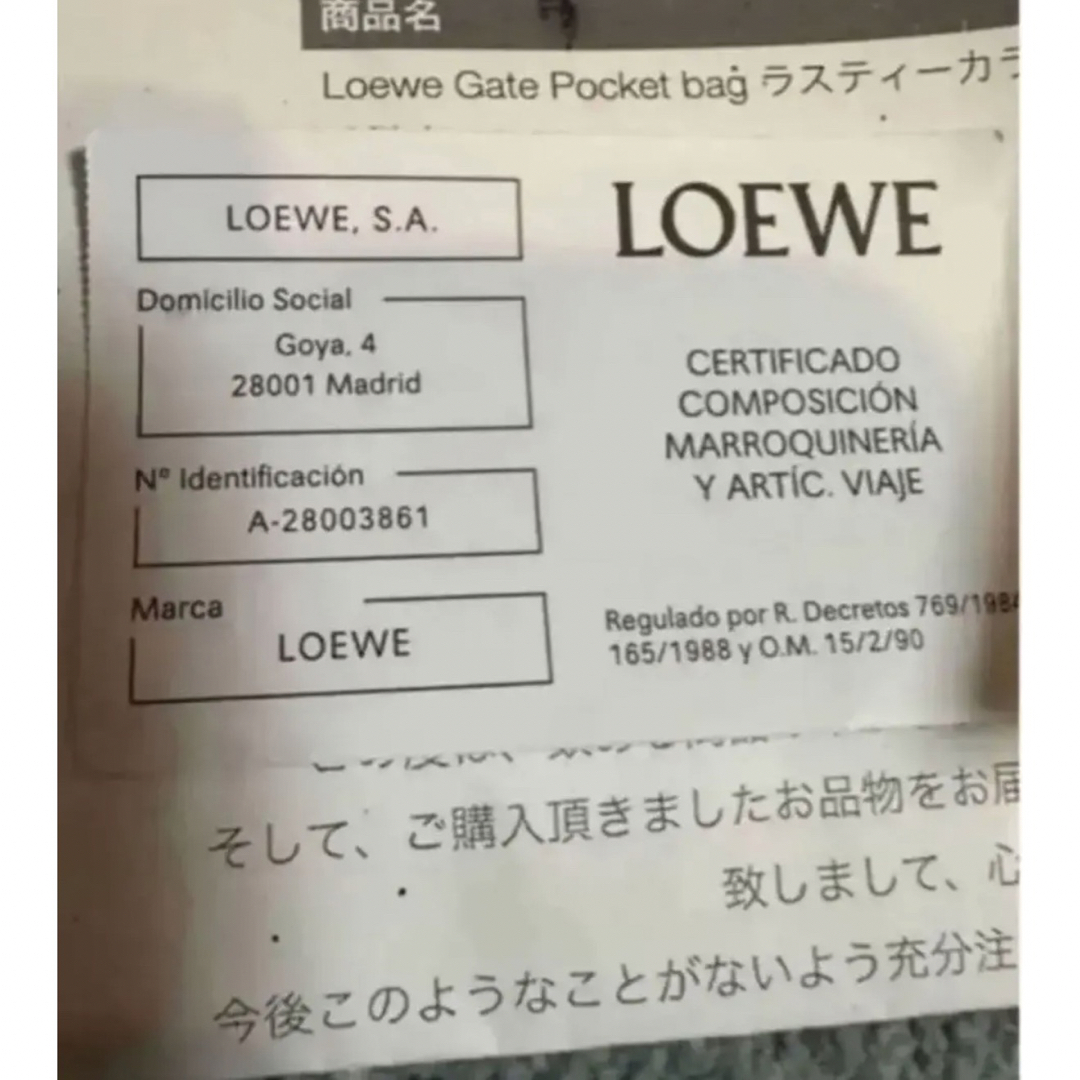 商品名
Loewe Gate Pocket bag ラスティーカラ
LOEWE, S.A.
Domicilio Social
Goya, 4
28001 Madrid
Nº Identificación
A-28003861
Marca
LOEWE
LOEWE
CERTIFICADO
COMPOSICIÓN
MARROQUINERÍA
Y ARTÍC. VIAJE
Regulado por R. Decretos 769/1984
165/1988 y O.M. 15/2/90
そして、ご購入頂きましたお品物をお届
致しまして、心
今後このようなことがないよう充分注